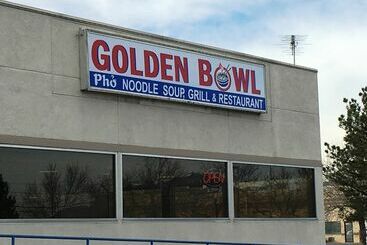 GOLDEN BOWL
Phở NOODLE SOUP, GRILL & RESTAURANT
OPEN